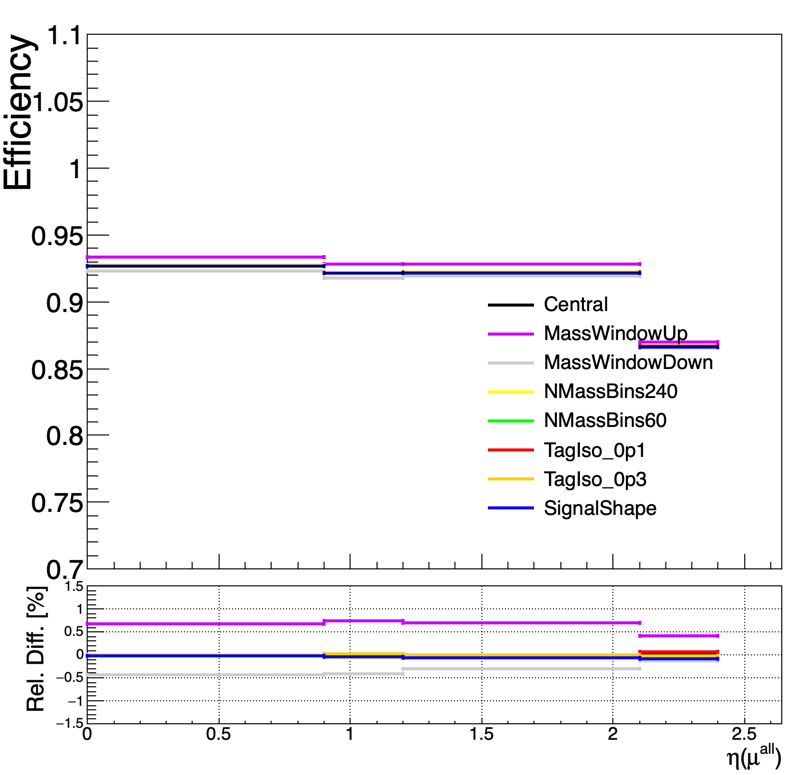 Efficiency
1.1
1.05
1
0.95
0.9
0.85
0.8
0.75
0.7
Central
MassWindowUp
MassWindowDown
NMassBins240
NMassBins60
TagIso_0p1
TagIso_0p3
SignalShape
Rel. Diff. [%]
1.5
1
0.5
0
−0.5
−1
−1.5
0 0.5 1 1.5 2 2.5
η(μ^all)